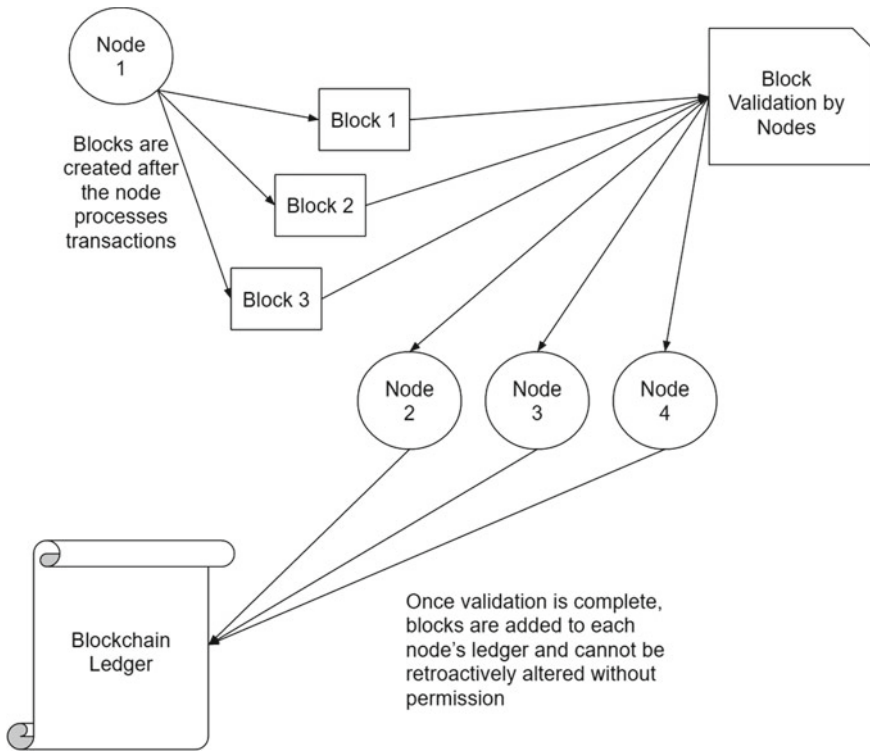 Node
1
Block
Validation by
Nodes
Block 1
Blocks are
created after
the node
processes
transactions
Block 2
Block 3
Node
2
Node
3
Node
4
Once validation is complete,
blocks are added to each
node's ledger and cannot be
retroactively altered without
permission
Blockchain
Ledger